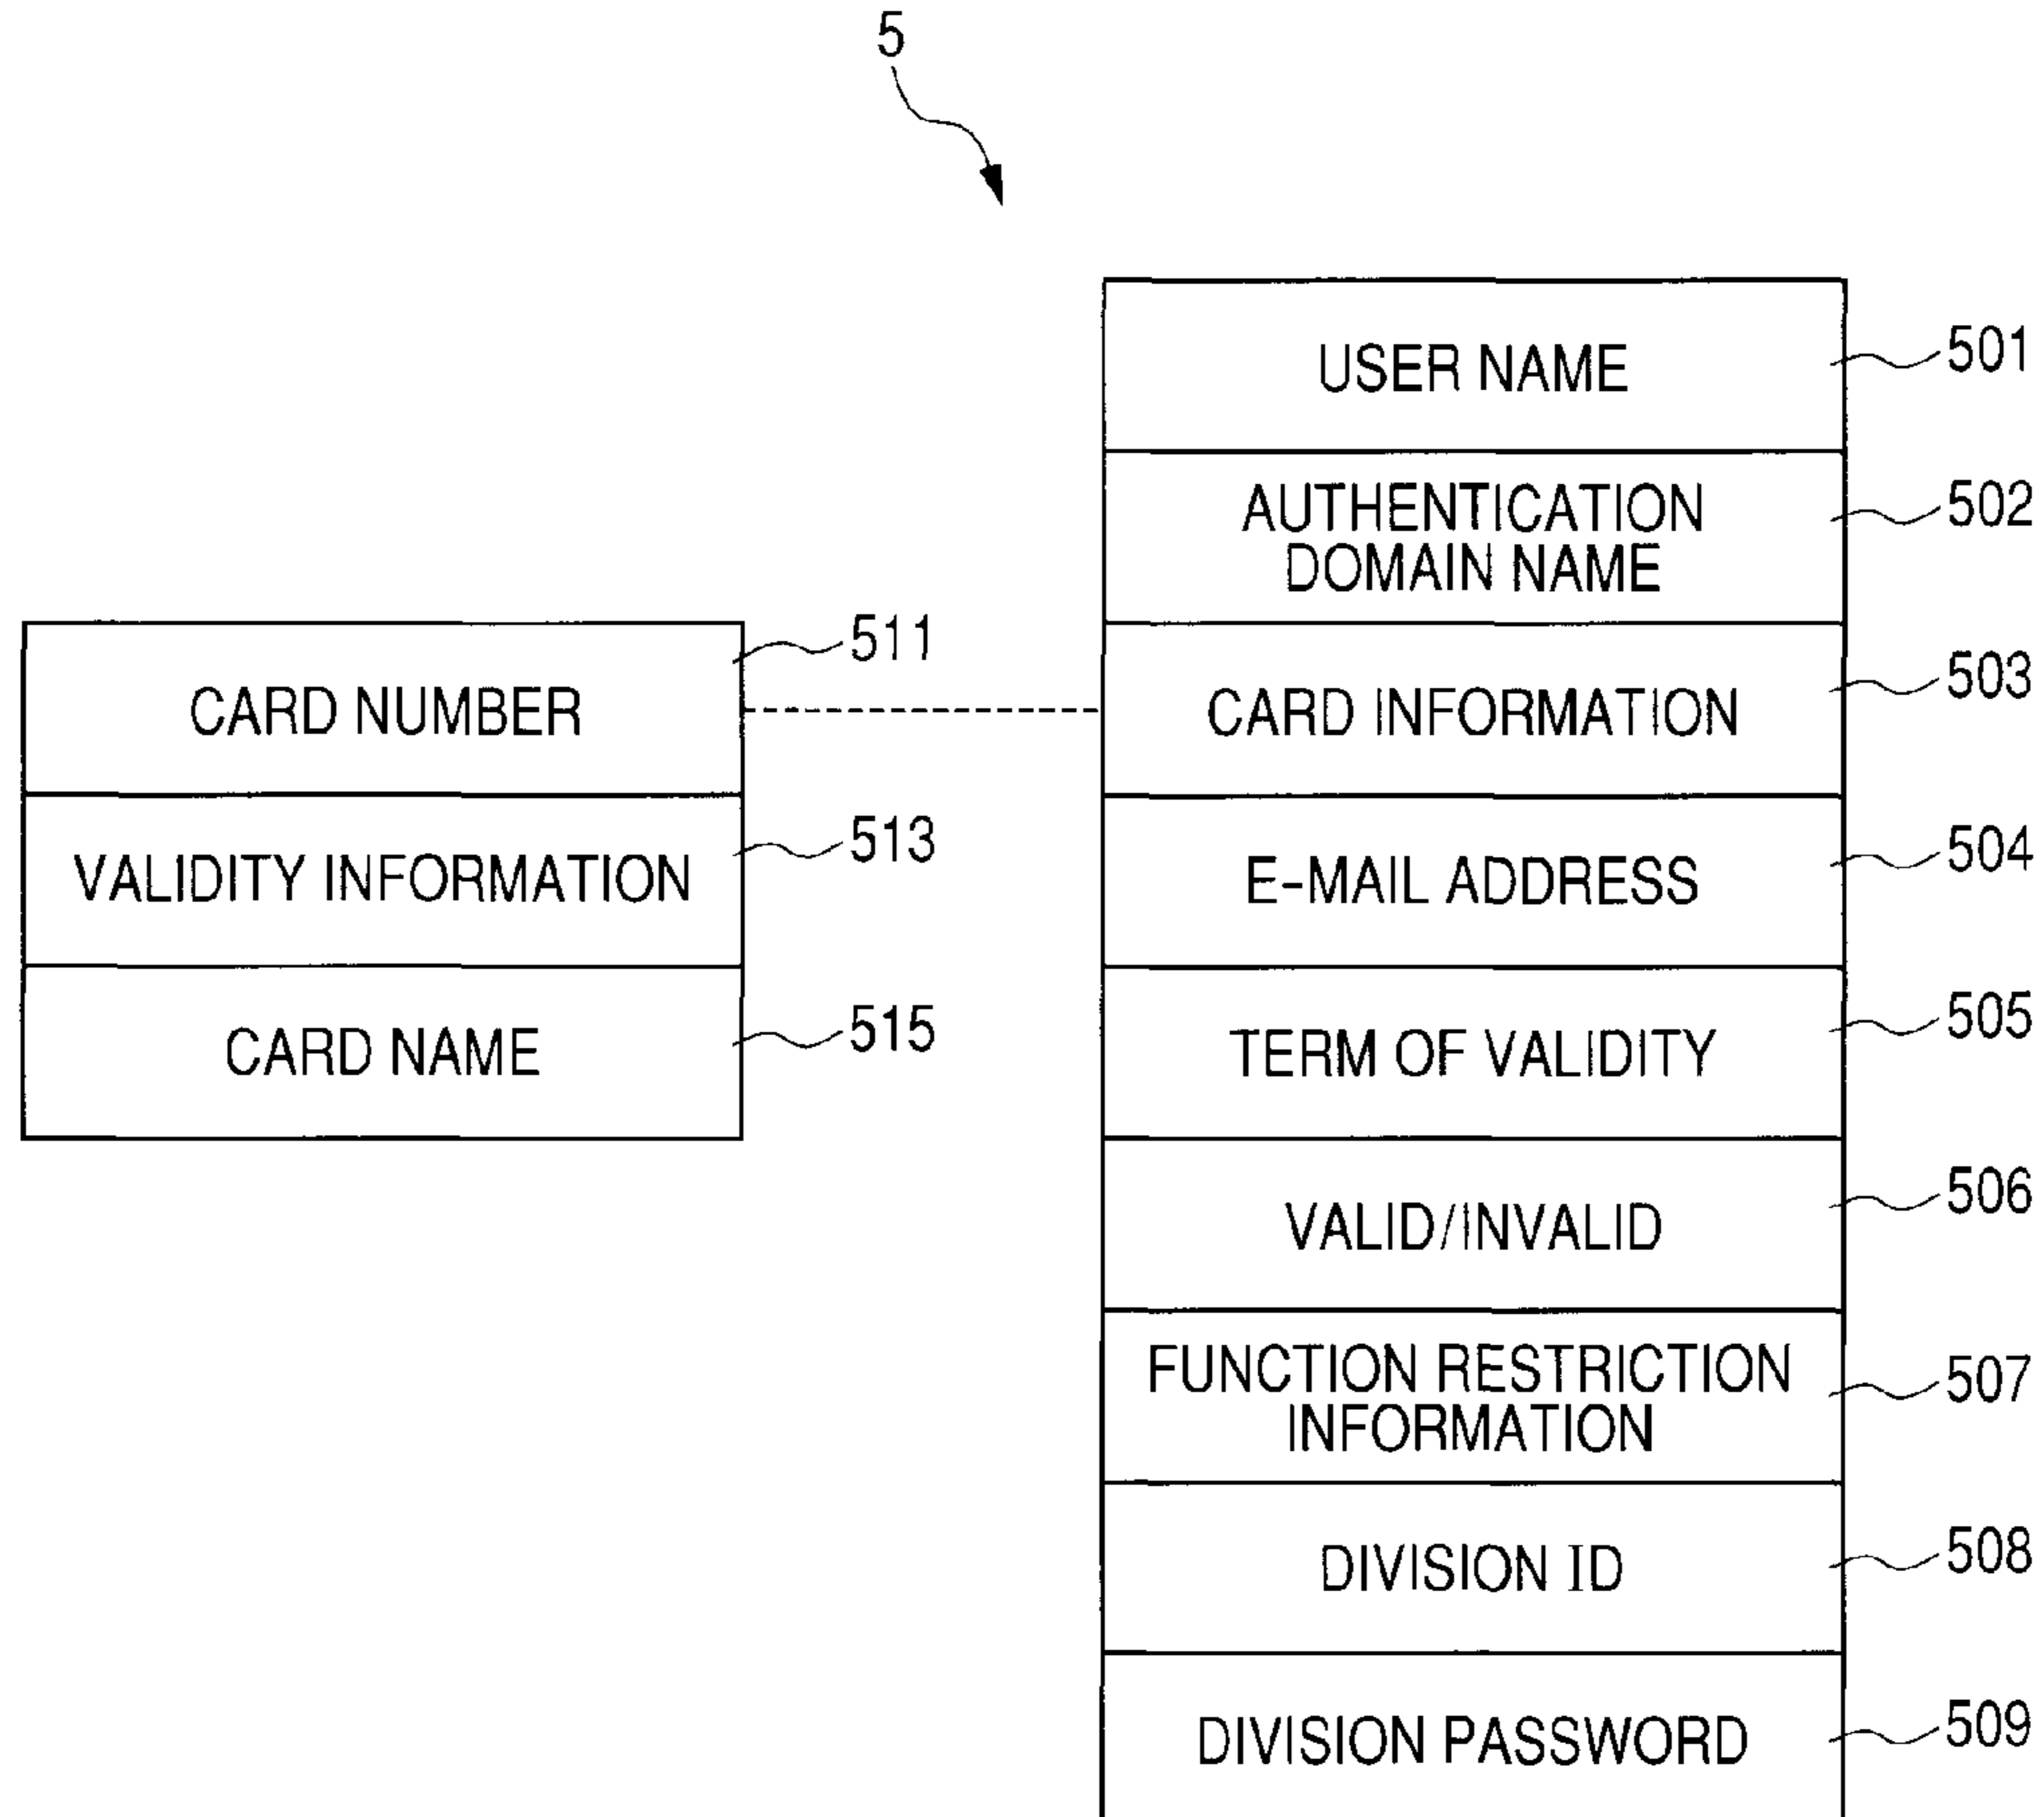 5
USER NAME
501
AUTHENTICATION
DOMAIN NAME
502
CARD INFORMATION
503
E-MAIL ADDRESS
504
TERM OF VALIDITY
505
VALID/INVALID
506
FUNCTION RESTRICTION
INFORMATION
507
DIVISION ID
508
DIVISION PASSWORD
509
CARD NUMBER
511
VALIDITY INFORMATION
513
CARD NAME
515